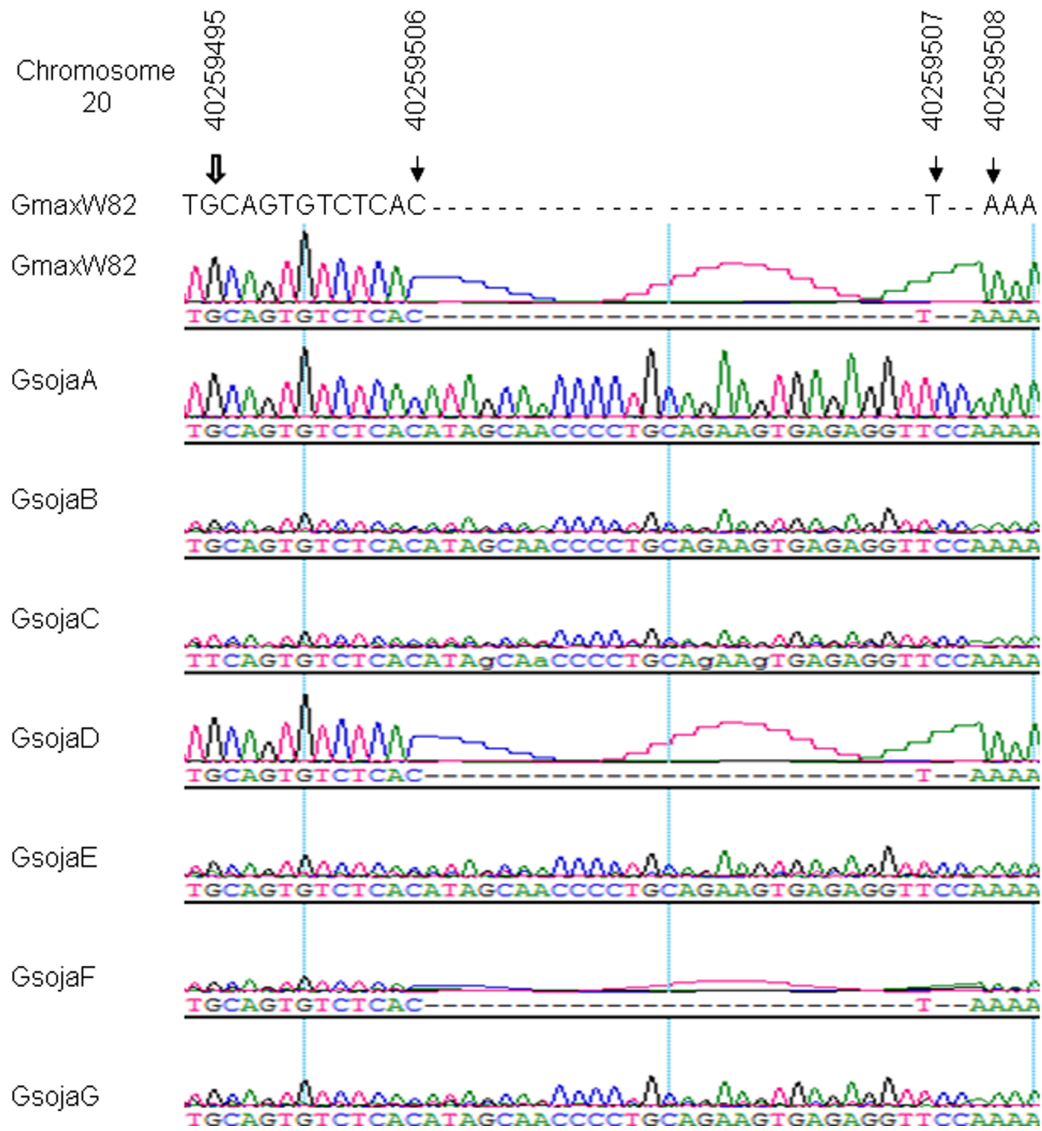 Chromosome
20
40259495
40259506
40259507
40259508
GmaxW82 TGCAGTGTCTCAC- - - - - - - - - - - - - - - - - - - - - - - - - - -T- -AAA
GmaxW82
TGCAGTGTCTCAC---------------------------T--AAAA
GsojaA
TGCAGTGTCTCACATAGCAACCCCTGCAGAAGTGAGAGGTTCCAAAA
GsojaB
TGCAGTGTCTCACATAGCAACCCCTGCAGAAGTGAGAGGTTCCAAAA
GsojaC
TTCAGTGTCTCACATAgCAaCCCCTGCAgAAgTGAGAGGTTCCAAAA
GsojaD
TGCAGTGTCTCAC---------------------------T--AAAA
GsojaE
TGCAGTGTCTCACATAGCAACCCCTGCAGAAGTGAGAGGTTCCAAAA
GsojaF
TGCAGTGTCTCAC---------------------------T--AAAA
GsojaG
TGCAGTGTCTCACATAGCAACCCCTGCAGAAGTGAGAGGTTCCAAAA